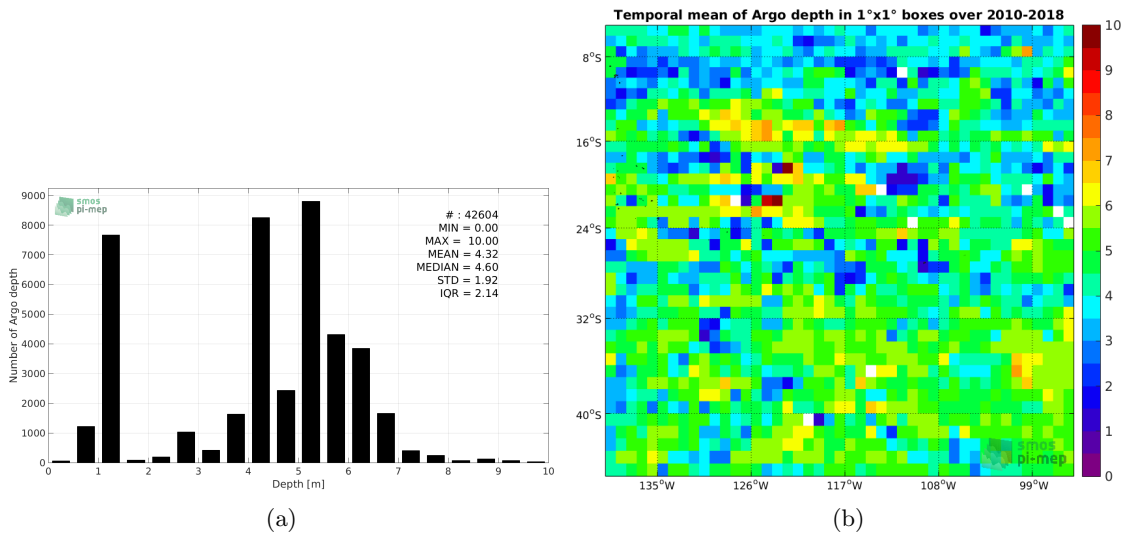 smos
pi-mep
# : 42604
MIN = 0.00
MAX = 10.00
MEAN = 4.32
MEDIAN = 4.60
STD = 1.92
IQR = 2.14
Number of Argo depth
9000
8000
7000
6000
5000
4000
3000
2000
1000
0
0 1 2 3 4 5 6 7 8 9 10
Depth [m]
(a)
Temporal mean of Argo depth in 1°x1° boxes over 2010-2018
8°S
16°S
24°S
32°S
40°S
135°W 126°W 117°W 108°W 99°W
smos
pi-mep
10
9
8
7
6
5
4
3
2
1
0
(b)